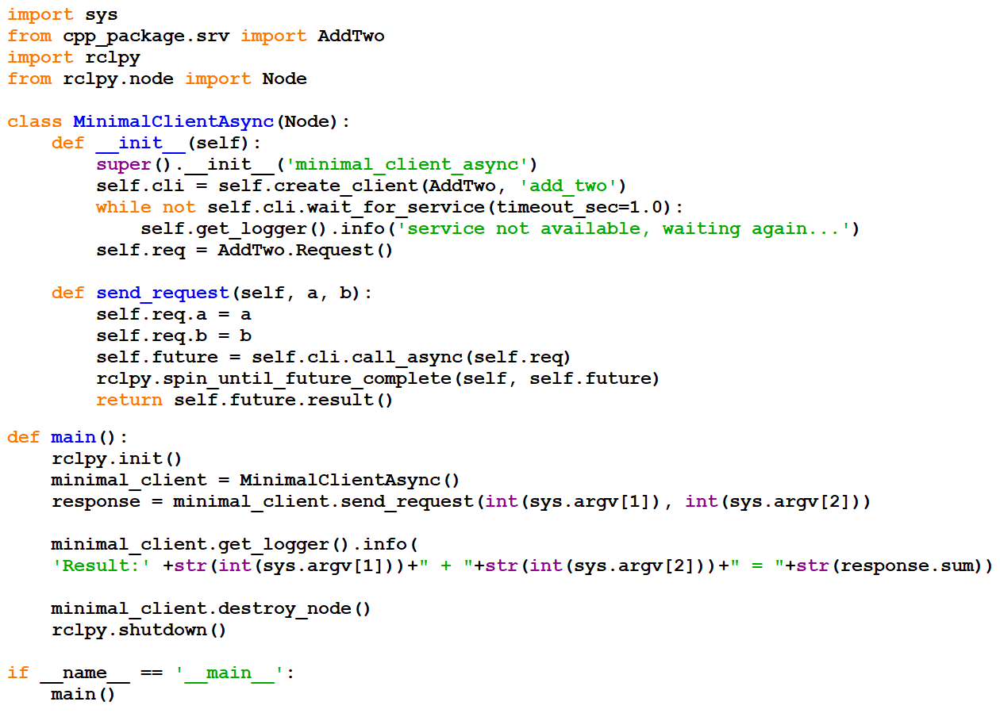 import sys
from cpp_package.srv import AddTwo
import rclpy
from rclpy.node import Node

class MinimalClientAsync(Node):
    def __init__(self):
        super().__init__('minimal_client_async')
        self.cli = self.create_client(AddTwo, 'add_two')
        while not self.cli.wait_for_service(timeout_sec=1.0):
            self.get_logger().info('service not available, waiting again...')
        self.req = AddTwo.Request()

    def send_request(self, a, b):
        self.req.a = a
        self.req.b = b
        self.future = self.cli.call_async(self.req)
        rclpy.spin_until_future_complete(self, self.future)
        return self.future.result()

def main():
    rclpy.init()
    minimal_client = MinimalClientAsync()
    response = minimal_client.send_request(int(sys.argv[1]), int(sys.argv[2]))

    minimal_client.get_logger().info(
    'Result:' +str(int(sys.argv[1]))+" + "+str(int(sys.argv[2]))+" = "+str(response.sum))

    minimal_client.destroy_node()
    rclpy.shutdown()

if __name__ == '__main__':
    main()